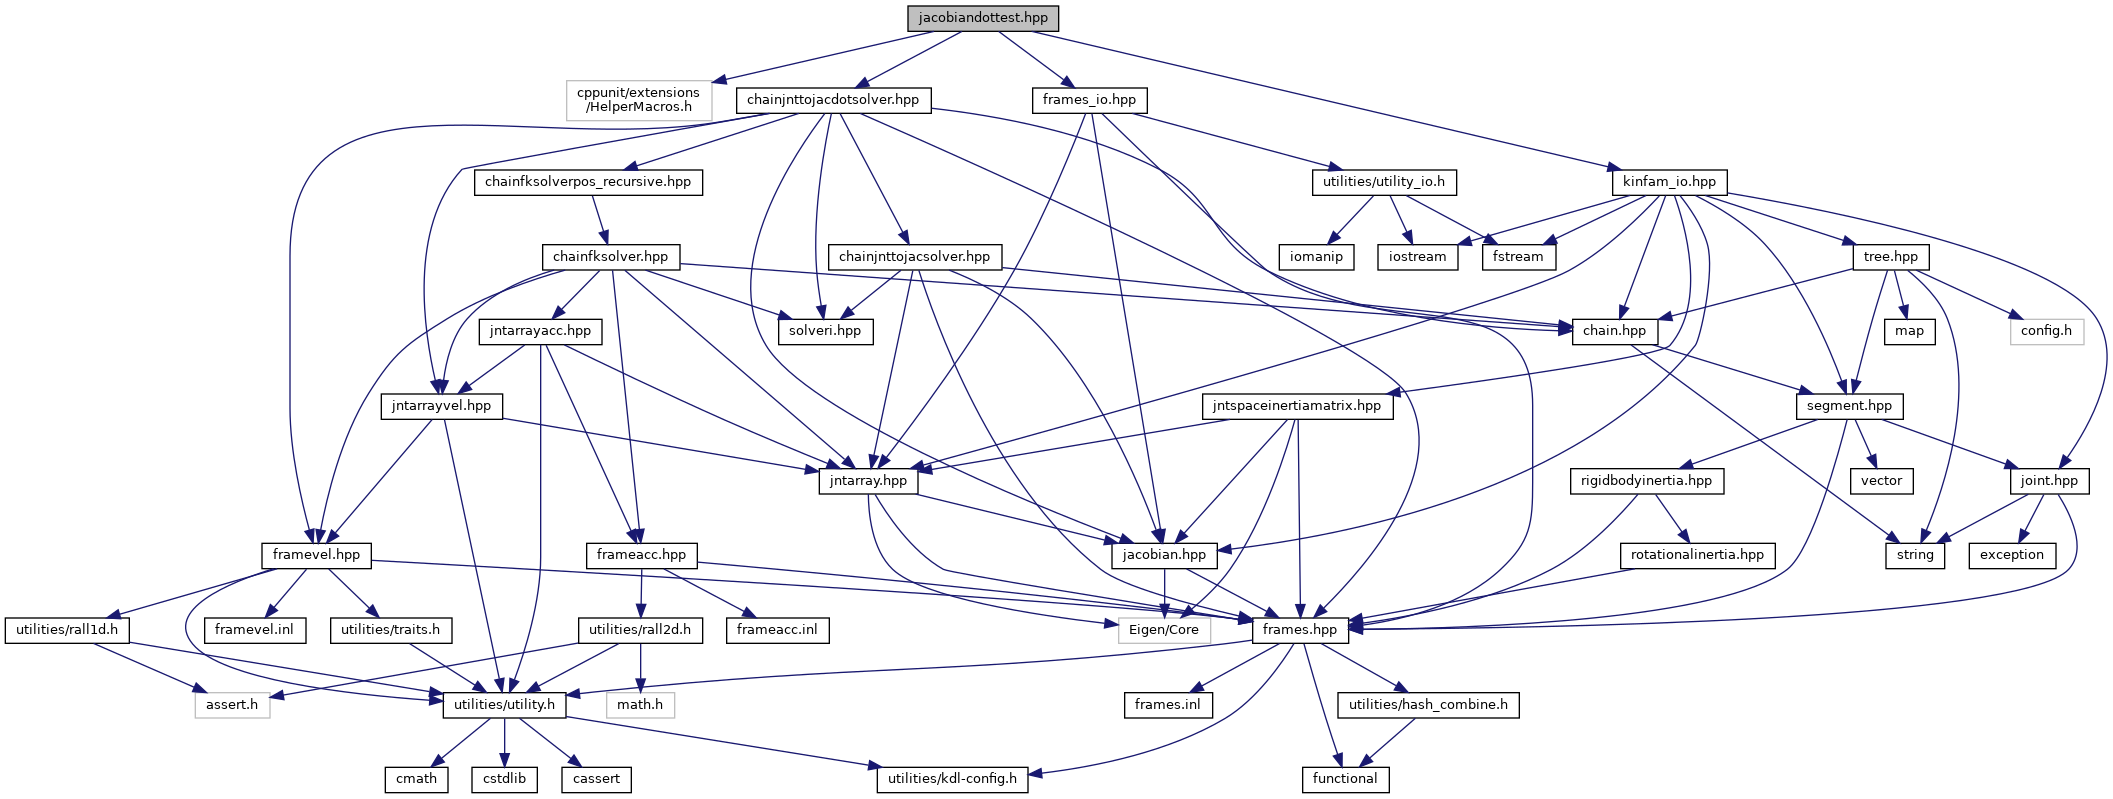 jacobiandottest.hpp
cppunit/extensions
/HelperMacros.h
chainjnttojacdotsolver.hpp
frames_io.hpp
chainfksolverpos_recursive.hpp
utilities/utility_io.h
kinfam_io.hpp
chainfksolver.hpp
chainjnttojacsolver.hpp
iomanip
iostream
fstream
tree.hpp
jntarrayacc.hpp
solveri.hpp
chain.hpp
map
config.h
jntarrayvel.hpp
jntspaceinertiamatrix.hpp
segment.hpp
jntarray.hpp
rigidbodyinertia.hpp
vector
joint.hpp
framevel.hpp
frameacc.hpp
jacobian.hpp
rotationalinertia.hpp
string
exception
utilities/rall1d.h
framevel.inl
utilities/traits.h
utilities/rall2d.h
frameacc.inl
Eigen/Core
frames.hpp
assert.h
utilities/utility.h
math.h
frames.inl
utilities/hash_combine.h
cmath
cstdlib
cassert
utilities/kdl-config.h
functional